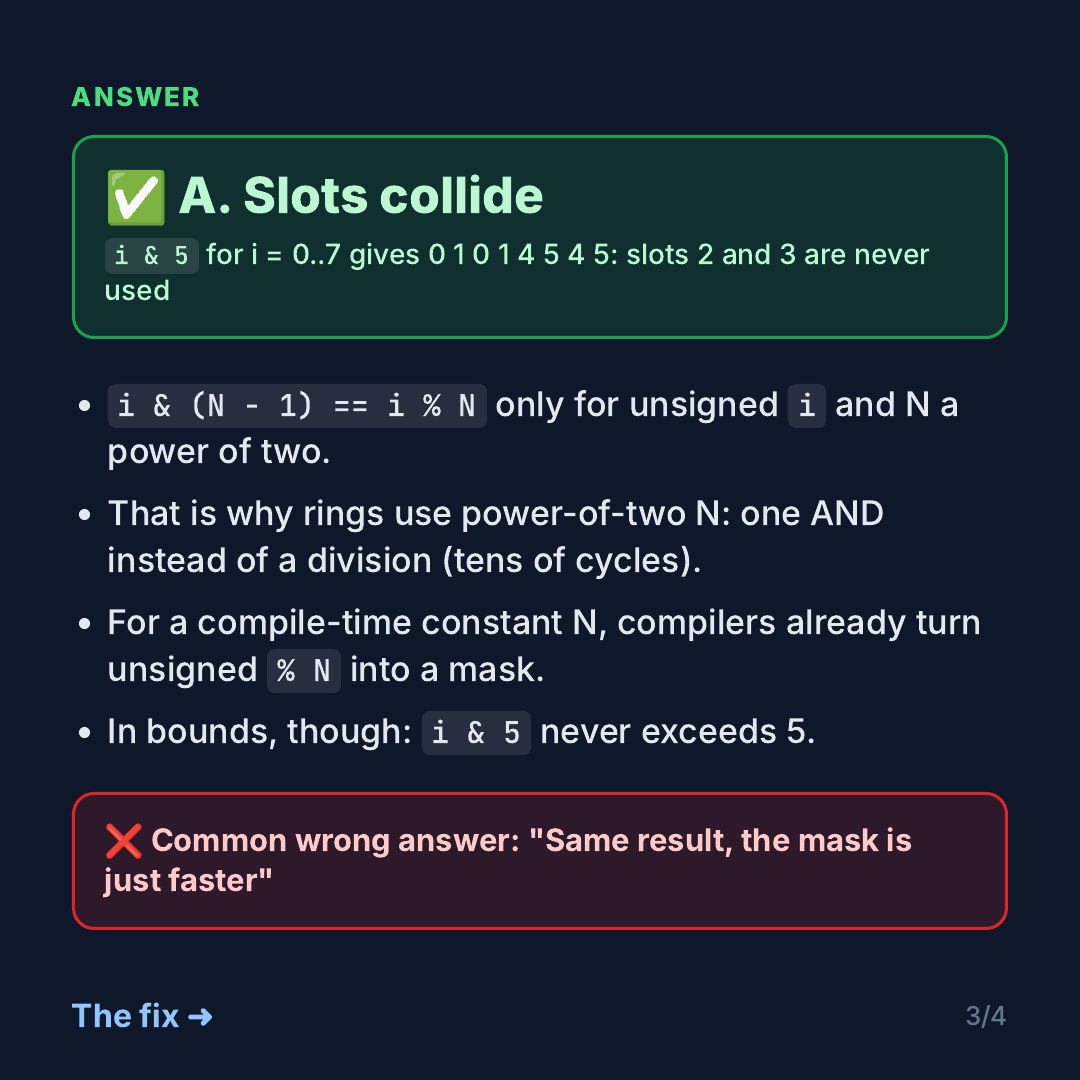 ANSWER
✅ A. Slots collide
i & 5 for i = 0..7 gives 0 1 0 1 4 5 4 5: slots 2 and 3 are never
used
• i & (N - 1) == i % N only for unsigned i and N a
power of two.
• That is why rings use power-of-two N: one AND
instead of a division (tens of cycles).
• For a compile-time constant N, compilers already turn
unsigned % N into a mask.
• In bounds, though: i & 5 never exceeds 5.
❌ Common wrong answer: "Same result, the mask is
just faster"
The fix ➜
3/4